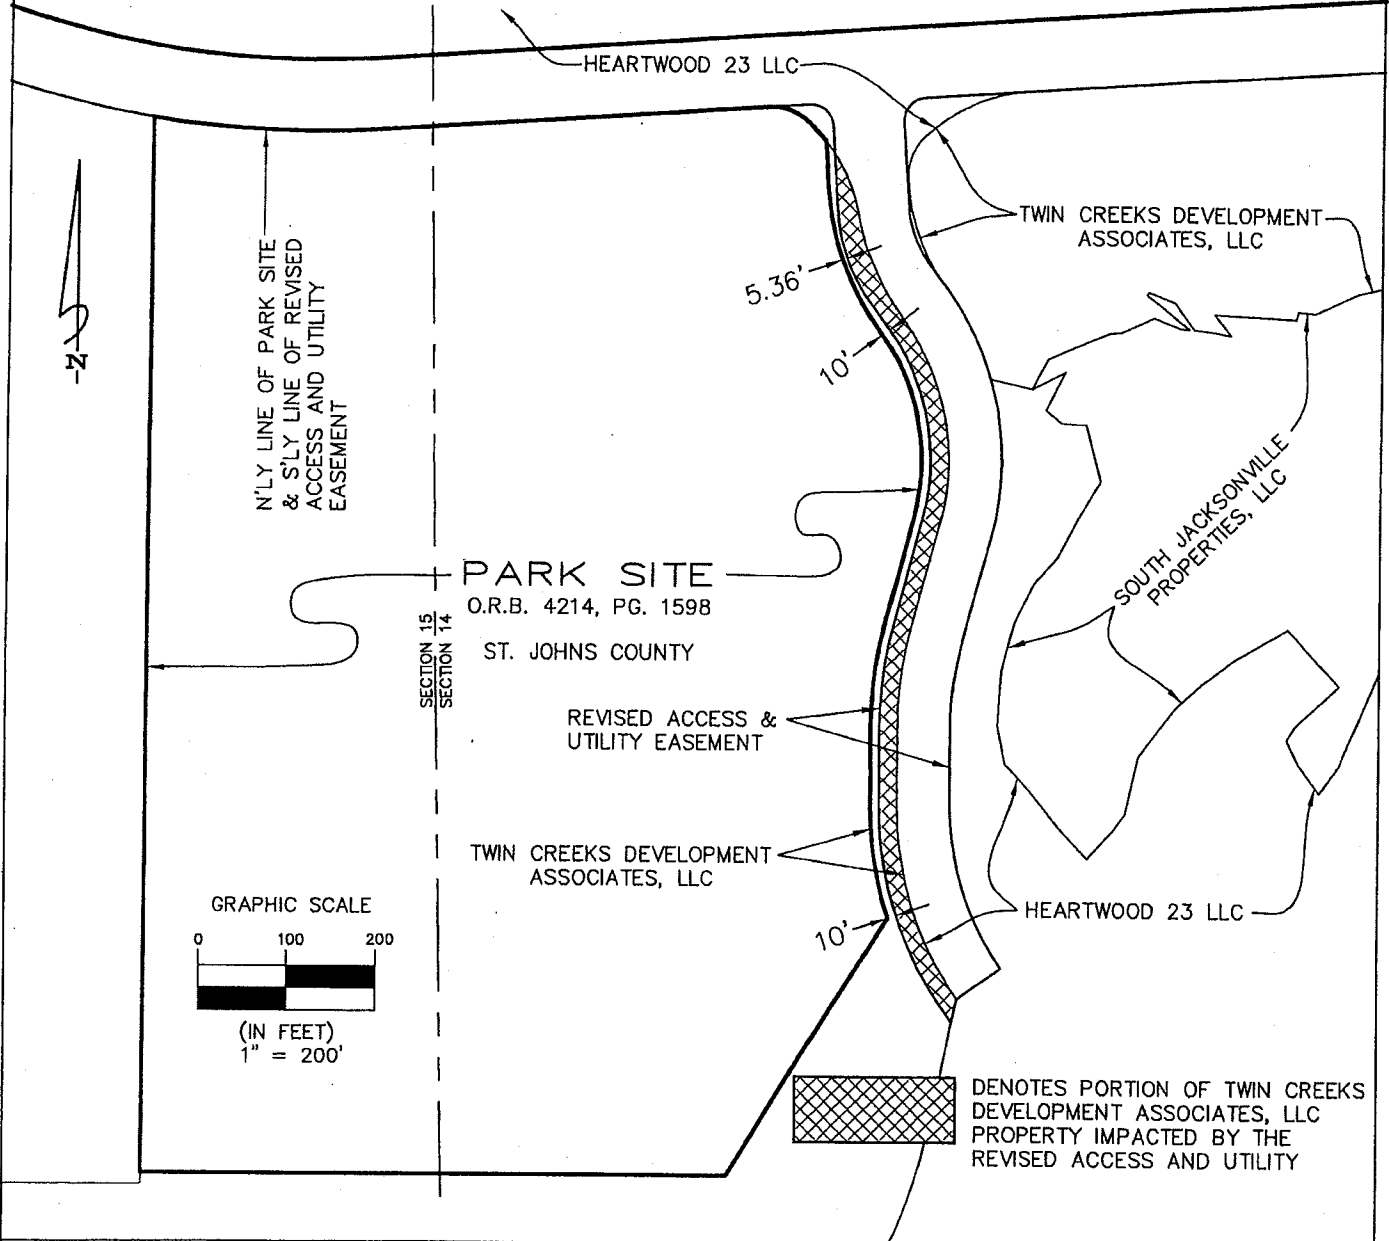 HEARTWOOD 23 LLC
TWIN CREEKS DEVELOPMENT
ASSOCIATES, LLC
N'LY LINE OF PARK SITE
& S'LY LINE OF REVISED
ACCESS AND UTILITY
EASEMENT
N
5.36'
10'
SOUTH JACKSONVILLE
PROPERTIES, LLC
PARK SITE
O.R.B. 4214, PG. 1598
ST. JOHNS COUNTY
SECTION 15
SECTION 14
REVISED ACCESS &
UTILITY EASEMENT
TWIN CREEKS DEVELOPMENT
ASSOCIATES, LLC
HEARTWOOD 23 LLC
10'
GRAPHIC SCALE
0 100 200
(IN FEET)
1" = 200'
DENOTES PORTION OF TWIN CREEKS
DEVELOPMENT ASSOCIATES, LLC
PROPERTY IMPACTED BY THE
REVISED ACCESS AND UTILITY